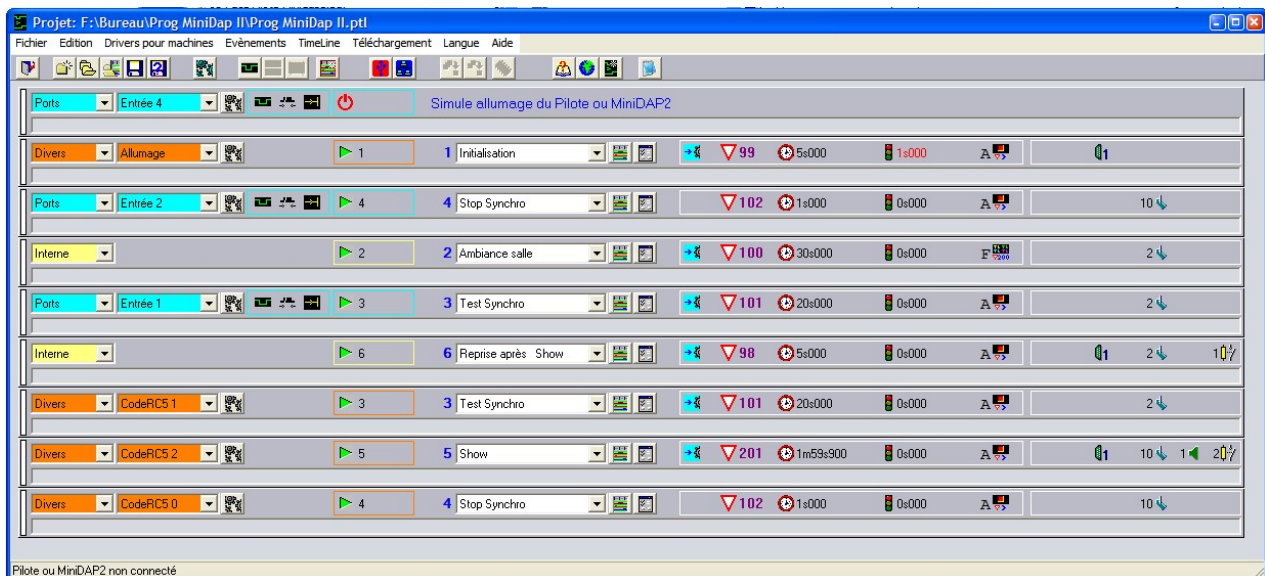 Projet: F:\Bureau\Prog MiniDap II\Prog MiniDap II.ptl
Fichier Edition Drivers pour machines Evènements TimeLine Téléchargement Langue Aide
Ports Entrée 4 Simule allumage du Pilote ou MiniDAP2
Divers Allumage 1 1 Initialisation 99 5s000 1s000 A 1
Ports Entrée 2 4 4 Stop Synchro 102 1s000 0s000 A 10
Interne 2 2 Ambiance salle 100 30s000 0s000 F 200 2
Ports Entrée 1 3 3 Test Synchro 101 20s000 0s000 A 2
Interne 6 6 Reprise après Show 98 5s000 0s000 A 1 2 1
Divers CodeRC5 1 3 3 Test Synchro 101 20s000 0s000 A 2
Divers CodeRC5 2 5 5 Show 201 1m59s900 0s000 A 1 10 1 2
Divers CodeRC5 0 4 4 Stop Synchro 102 1s000 0s000 A 10
Pilote ou MiniDAP2 non connecté